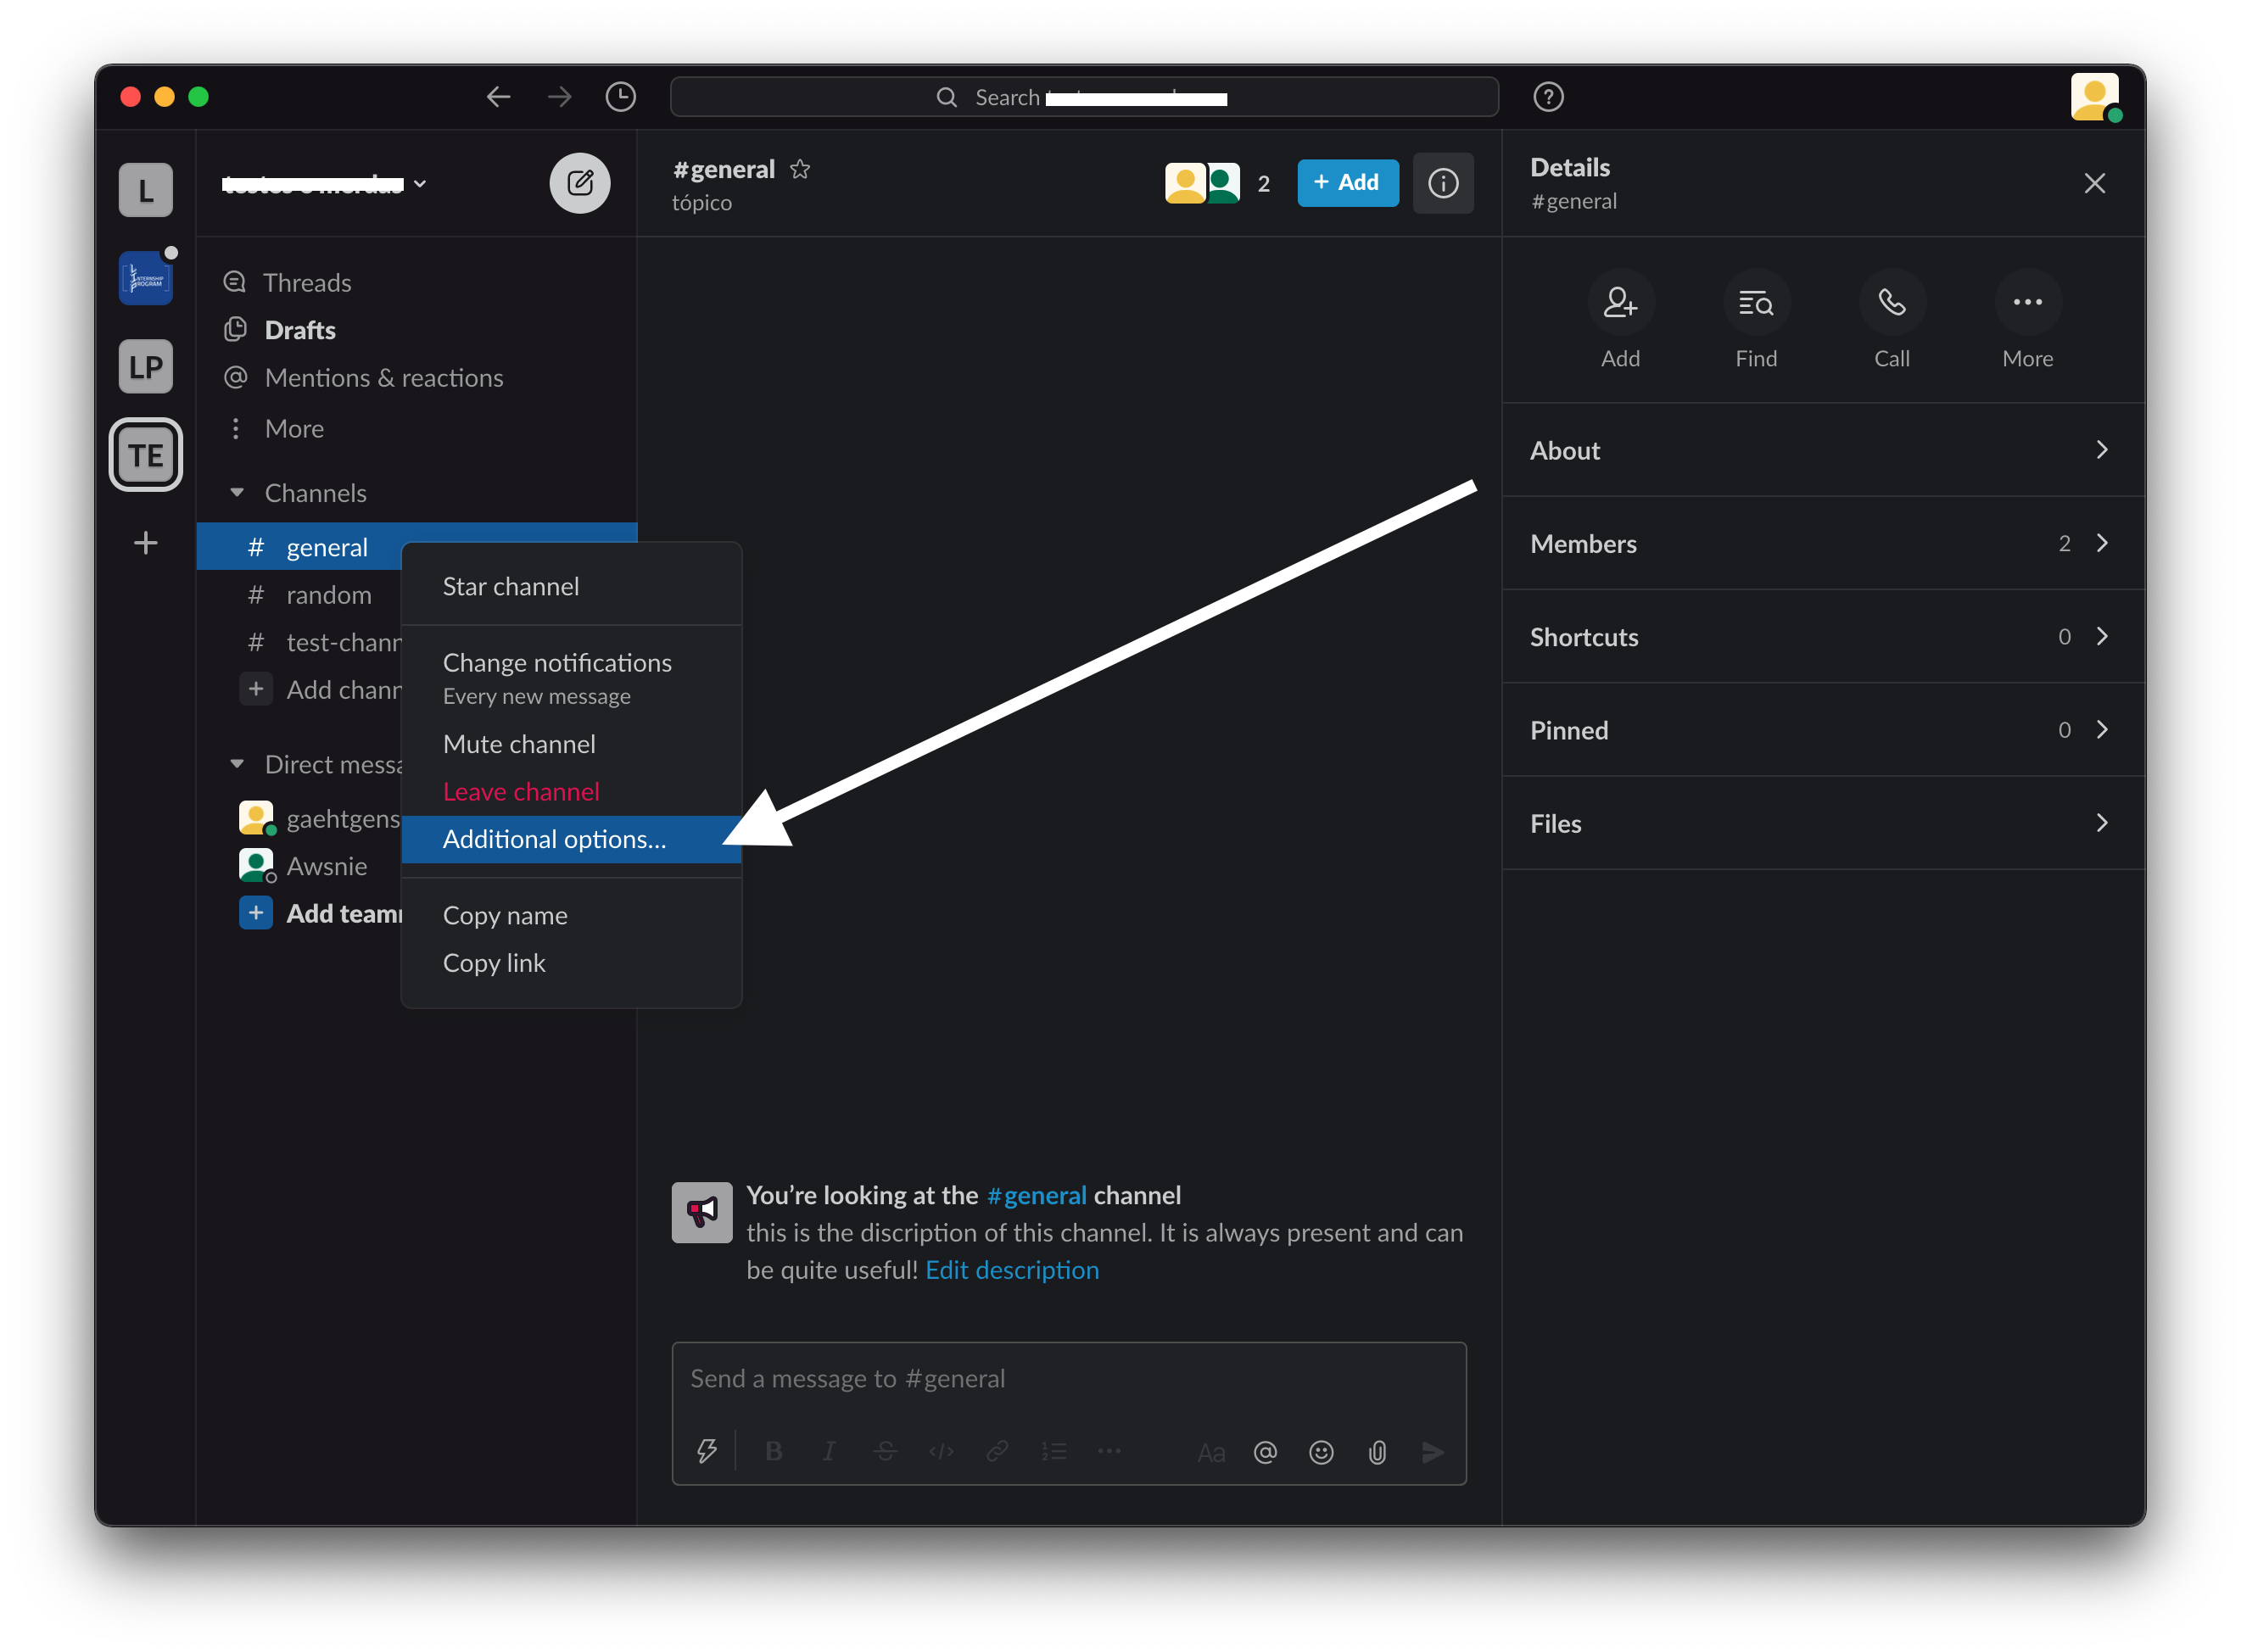 Search
L
#general
tópico
2
+ Add
Details
#general
INTERNSHIP
PROGRAM
Threads
Drafts
Mentions & reactions
More
LP
TE
Channels
# general
# random
# test-chann
+ Add chann
Direct messa
gaehtgens
Awsnie
+ Add team
Star channel
Change notifications
Every new message
Mute channel
Leave channel
Additional options...
Copy name
Copy link
You're looking at the #general channel
this is the discription of this channel. It is always present and can
be quite useful! Edit description
Send a message to #general
B I S </> Aa @
Add Find Call More
About
Members 2
Shortcuts 0
Pinned 0
Files